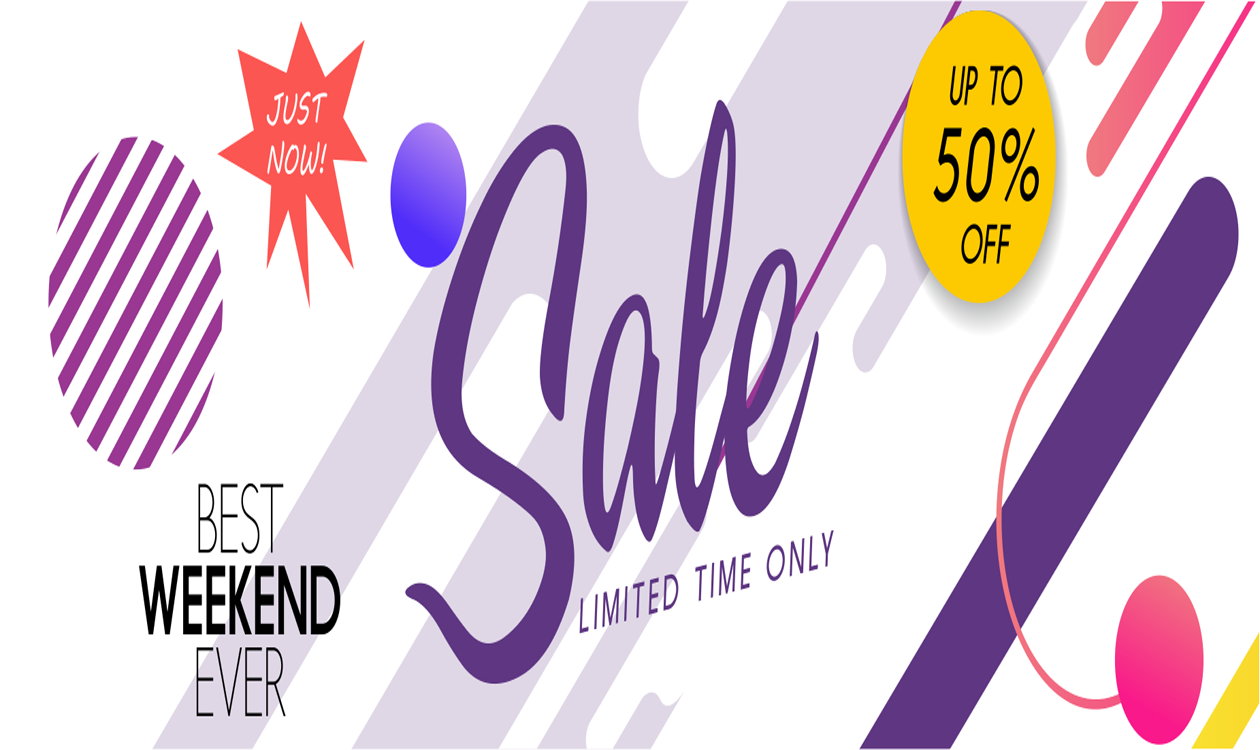 JUST
NOW!
UP TO
50%
OFF
Sale
LIMITED TIME ONLY
BEST
WEEKEND
EVER